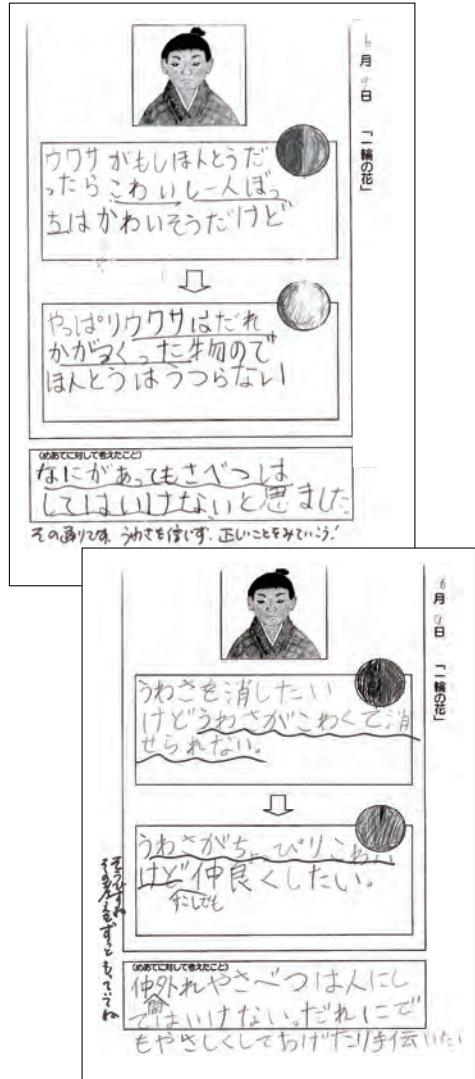 6月9日 「一輪の花」
ウワサがもしほんとうだ
ったらこわいし一人ぼっ
ちはかわいそうだけど
やっぱりウワサはだれ
かがつくった物ので
ほんとうはうつらない
(めあてに対して考えたこと)
なにがあってもさべつは
してはいけないと思ました。
その通りです。うわさを信じず、正しいことをみていこう!
6月9日 「一輪の花」
うわさを消したい
けどうわさがこわくて消
せられない。
うわさがちょっぴりこわい
けど仲良くしたい。
すこしでも
そうですね
その考えをずっともっていてね
(めあてに対して考えたこと)
仲間外れやさべつは人にし
てはいけない。だれにで
もやさしくしてあげたり手伝いたい